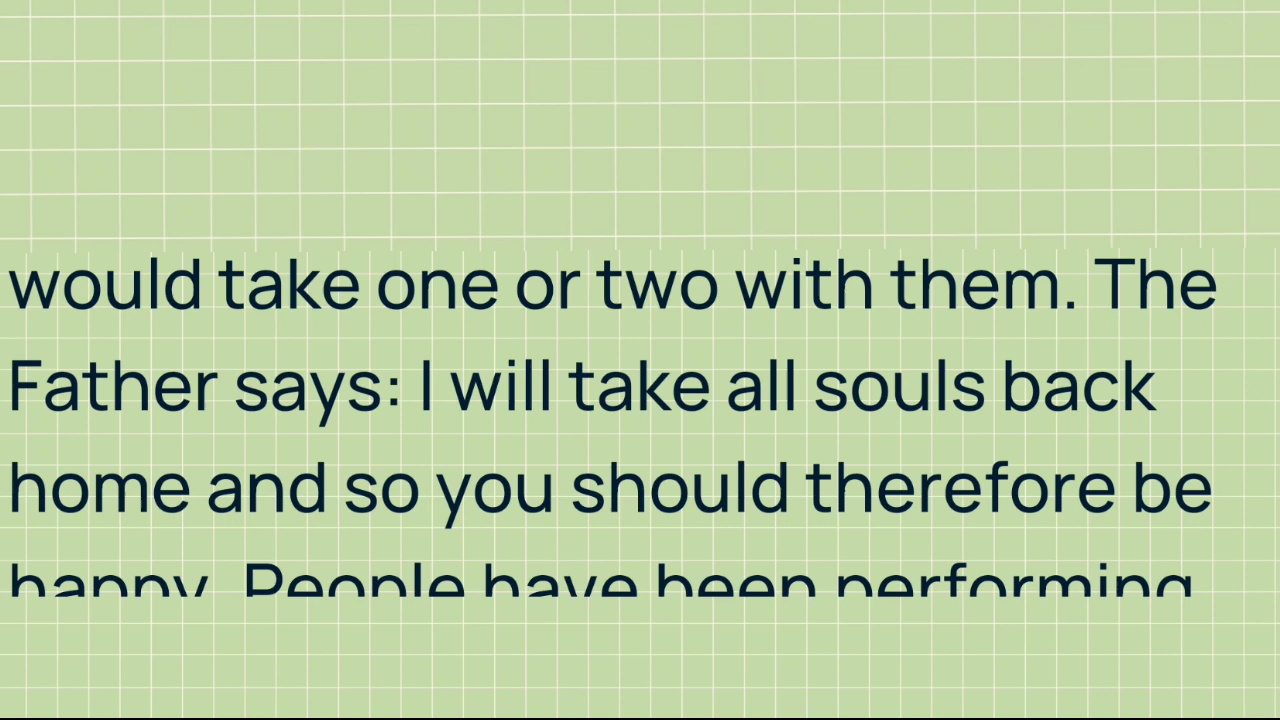 would take one or two with them. The
Father says: I will take all souls back
home and so you should therefore be
happy. People have been performing